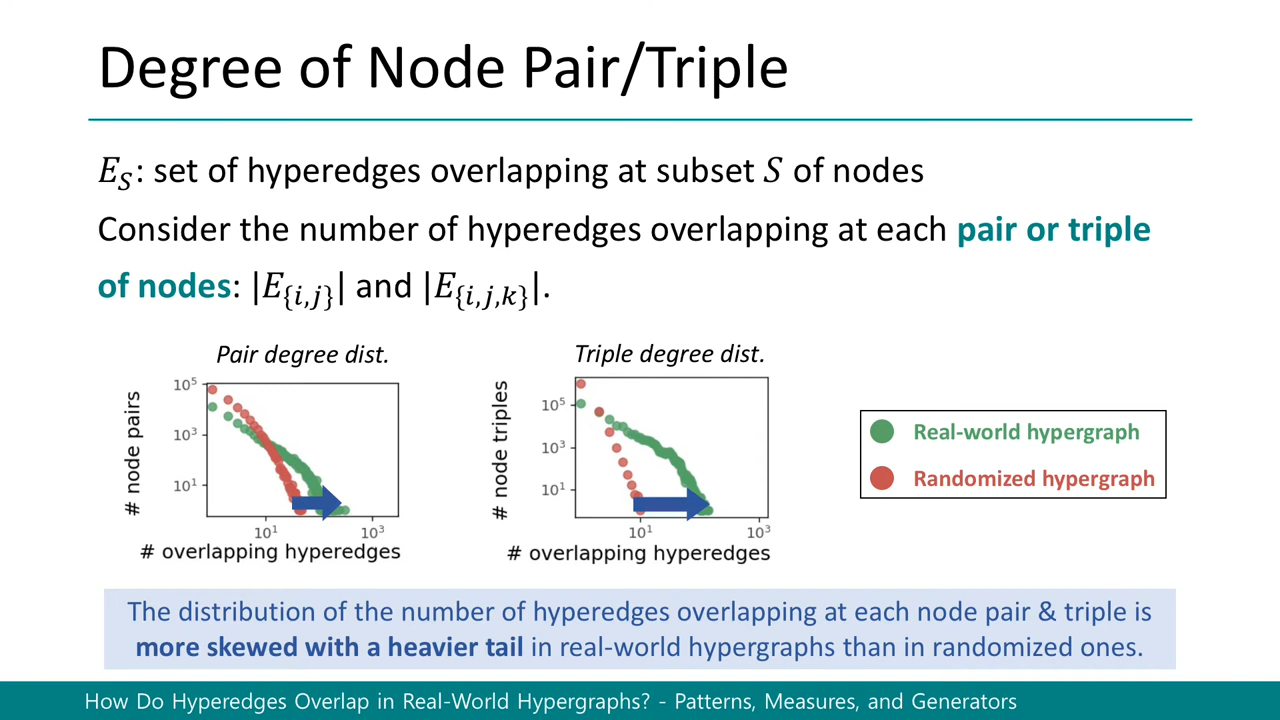 Degree of Node Pair/Triple
E_S: set of hyperedges overlapping at subset S of nodes
Consider the number of hyperedges overlapping at each pair or triple
of nodes: |E_{i,j}| and |E_{i,j,k}|.
Pair degree dist.
# node pairs
10^5
10^3
10^1
10^1 10^3
# overlapping hyperedges
Triple degree dist.
# node triples
10^5
10^3
10^1
10^1 10^3
# overlapping hyperedges
Real-world hypergraph
Randomized hypergraph
The distribution of the number of hyperedges overlapping at each node pair & triple is
more skewed with a heavier tail in real-world hypergraphs than in randomized ones.
How Do Hyperedges Overlap in Real-World Hypergraphs? - Patterns, Measures, and Generators